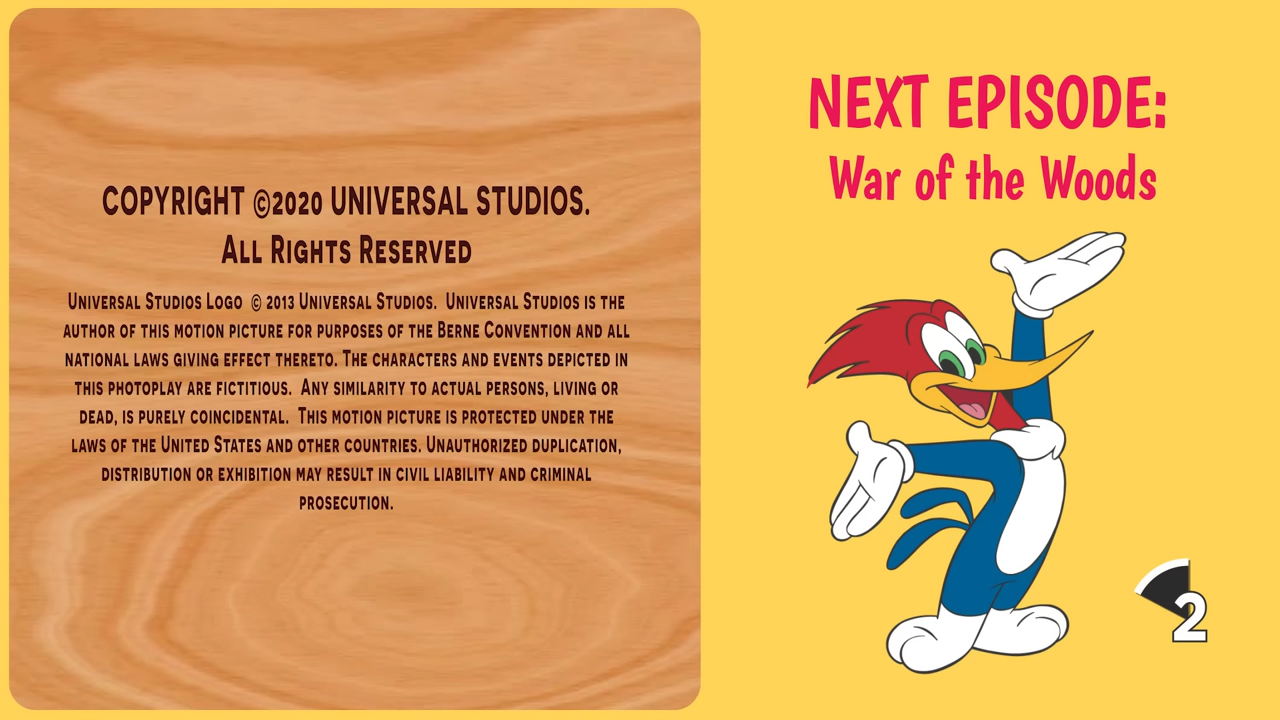 COPYRIGHT ©2020 UNIVERSAL STUDIOS.
ALL RIGHTS RESERVED
UNIVERSAL STUDIOS LOGO © 2013 UNIVERSAL STUDIOS. UNIVERSAL STUDIOS IS THE
AUTHOR OF THIS MOTION PICTURE FOR PURPOSES OF THE BERNE CONVENTION AND ALL
NATIONAL LAWS GIVING EFFECT THERETO. THE CHARACTERS AND EVENTS DEPICTED IN
THIS PHOTOPLAY ARE FICTITIOUS. ANY SIMILARITY TO ACTUAL PERSONS, LIVING OR
DEAD, IS PURELY COINCIDENTAL. THIS MOTION PICTURE IS PROTECTED UNDER THE
LAWS OF THE UNITED STATES AND OTHER COUNTRIES. UNAUTHORIZED DUPLICATION,
DISTRIBUTION OR EXHIBITION MAY RESULT IN CIVIL LIABILITY AND CRIMINAL
PROSECUTION.
NEXT EPISODE:
War of the Woods
2